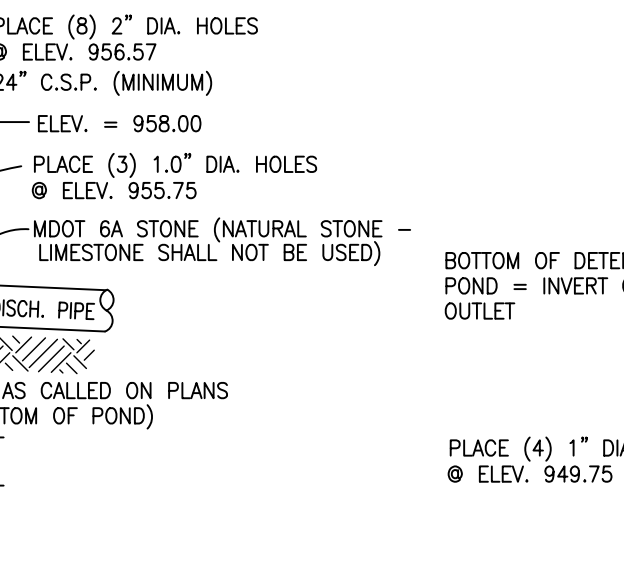 PLACE (8) 2" DIA. HOLES
@ ELEV. 956.57
24" C.S.P. (MINIMUM)
ELEV. = 958.00
PLACE (3) 1.0" DIA. HOLES
@ ELEV. 955.75
MDOT 6A STONE (NATURAL STONE –
LIMESTONE SHALL NOT BE USED)
DISCH. PIPE
AS CALLED ON PLANS
TOM OF POND)
BOTTOM OF
POND = INVERT
OUTLET
PLACE (4) 1"
@ ELEV. 949.75